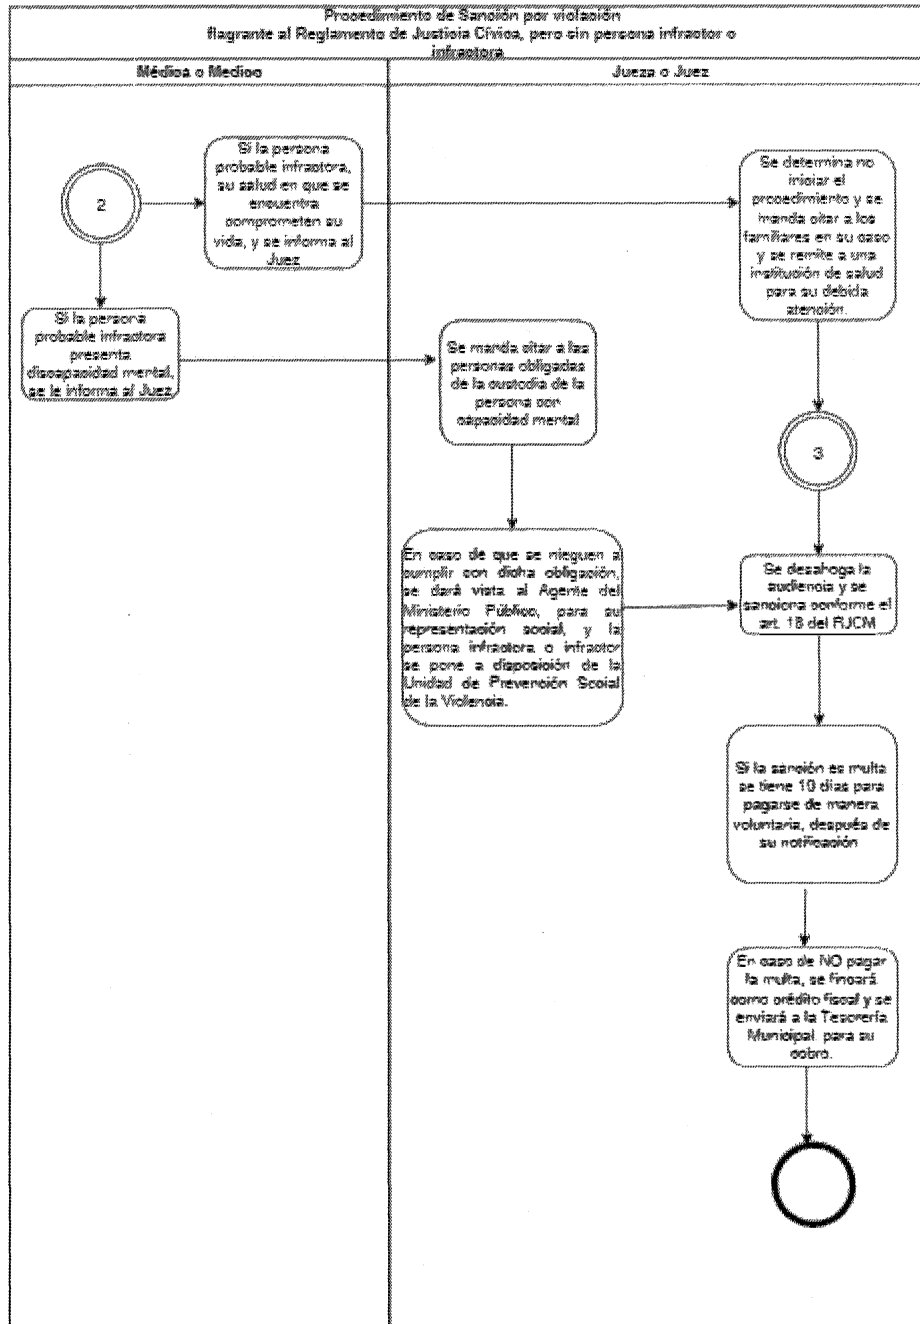 Procedimiento de Sanción por violación
flagrante al Reglamento de Justicia Cívica, pero sin persona infractor o
infractora
Médica o Medico
Jueza o Juez
2
Si la persona
probable infractora,
su salud en que se
encuentra
comprometen su
vida, y se informa al
Juez
Se determina no
iniciar el
procedimiento y se
manda citar a los
familiares en su caso
y se remite a una
institución de salud
para su debida
atención.
Si la persona
probable infractora
presenta
discapacidad mental,
se le informa al Juez
Se manda citar a las
personas obligadas
de la custodia de la
persona con
capacidad mental
3
En caso de que se nieguen a
cumplir con dicha obligación,
se dará vista al Agente del
Ministerio Público, para su
representación social, y la
persona infractora o infractor
se pone a disposición de la
Unidad de Prevención Social
de la Violencia.
Se desahoga la
audiencia y se
sanciona conforme el
art. 18 del RJCM
Si la sanción es multa
se tiene 10 días para
pagarse de manera
voluntaria, después de
su notificación
En caso de NO pagar
la multa, se fincará
como crédito fiscal y se
enviará a la Tesorería
Municipal para su
cobro.